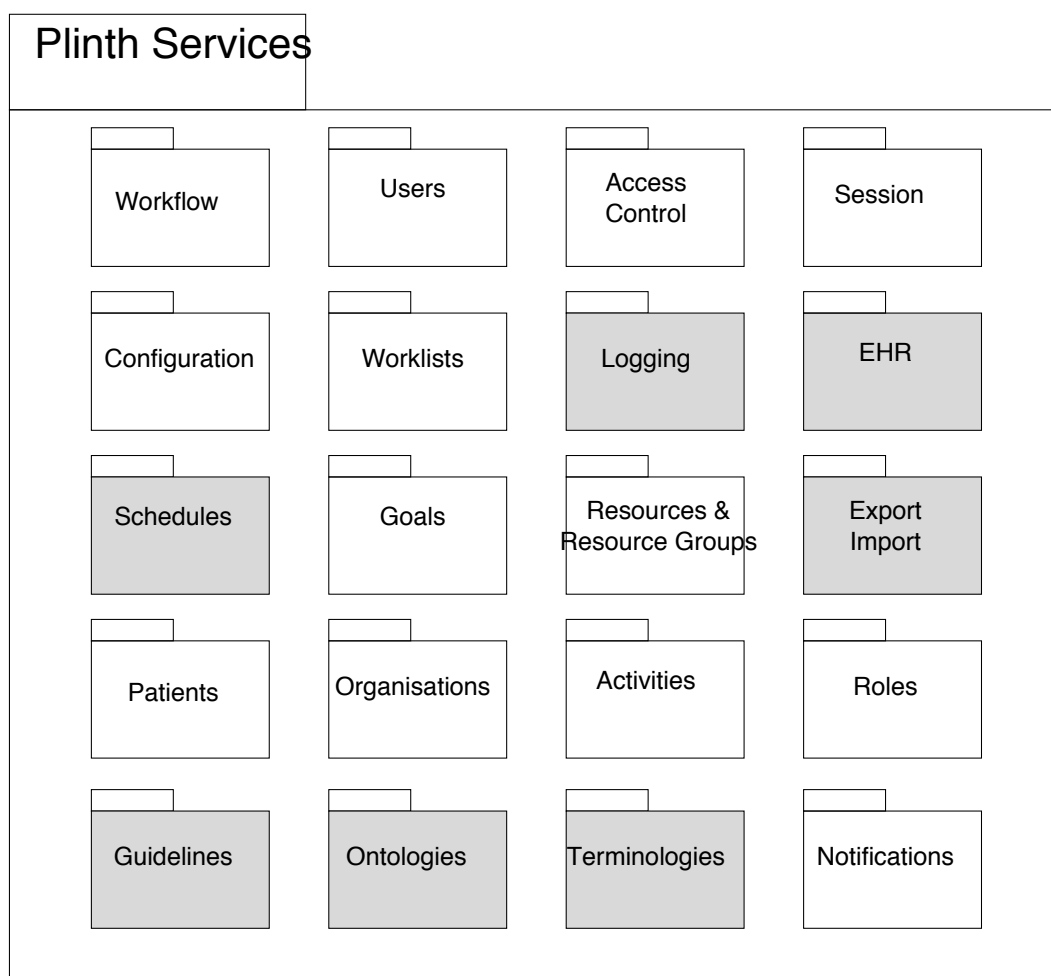 Plinth Services
Workflow
Users
Access
Control
Session
Configuration
Worklists
Logging
EHR
Schedules
Goals
Resources &
Resource Groups
Export
Import
Patients
Organisations
Activities
Roles
Guidelines
Ontologies
Terminologies
Notifications